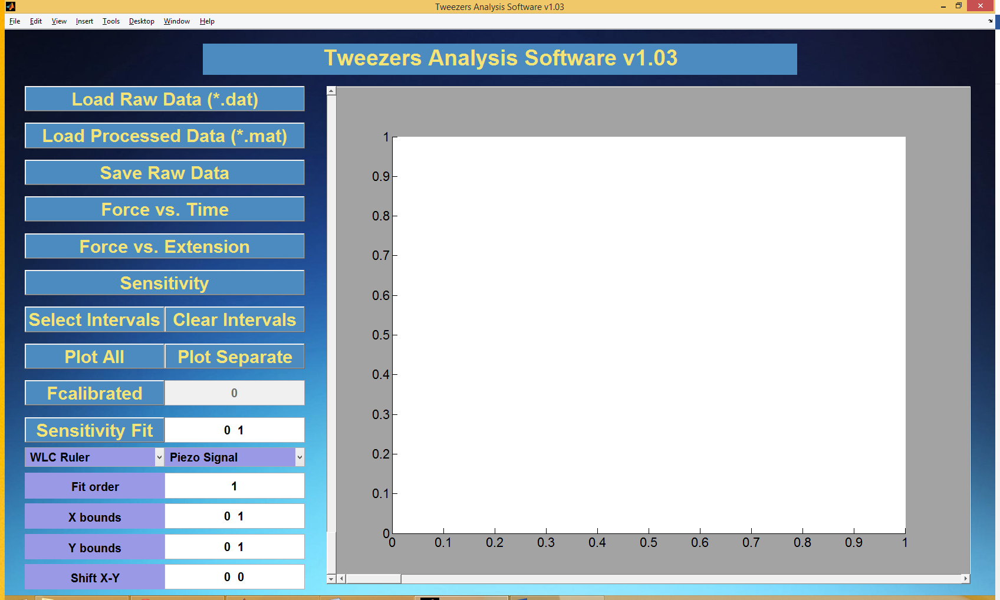 Tweezers Analysis Software v1.03
File Edit View Insert Tools Desktop Window Help
Tweezers Analysis Software v1.03
Load Raw Data (*.dat)
Load Processed Data (*.mat)
Save Raw Data
Force vs. Time
Force vs. Extension
Sensitivity
Select Intervals Clear Intervals
Plot All Plot Separate
Fcalibrated 0
Sensitivity Fit 0 1
WLC Ruler Piezo Signal
Fit order 1
X bounds 0 1
Y bounds 0 1
Shift X-Y 0 0
1
0.9
0.8
0.7
0.6
0.5
0.4
0.3
0.2
0.1
0
0 0.1 0.2 0.3 0.4 0.5 0.6 0.7 0.8 0.9 1